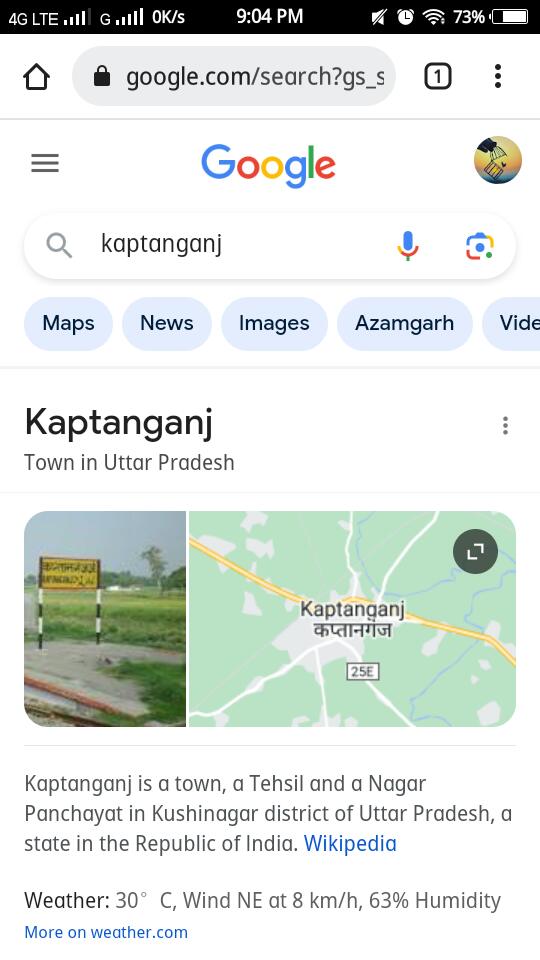 4G LTE G 0K/s 9:04 PM 73%
google.com/search?gs_s 1
Google
kaptanganj
Maps News Images Azamgarh Vide
Kaptanganj
Town in Uttar Pradesh
Kaptanganj
कप्तानगंज
25E
Kaptanganj is a town, a Tehsil and a Nagar
Panchayat in Kushinagar district of Uttar Pradesh, a
state in the Republic of India. Wikipedia
Weather: 30° C, Wind NE at 8 km/h, 63% Humidity
More on weather.com